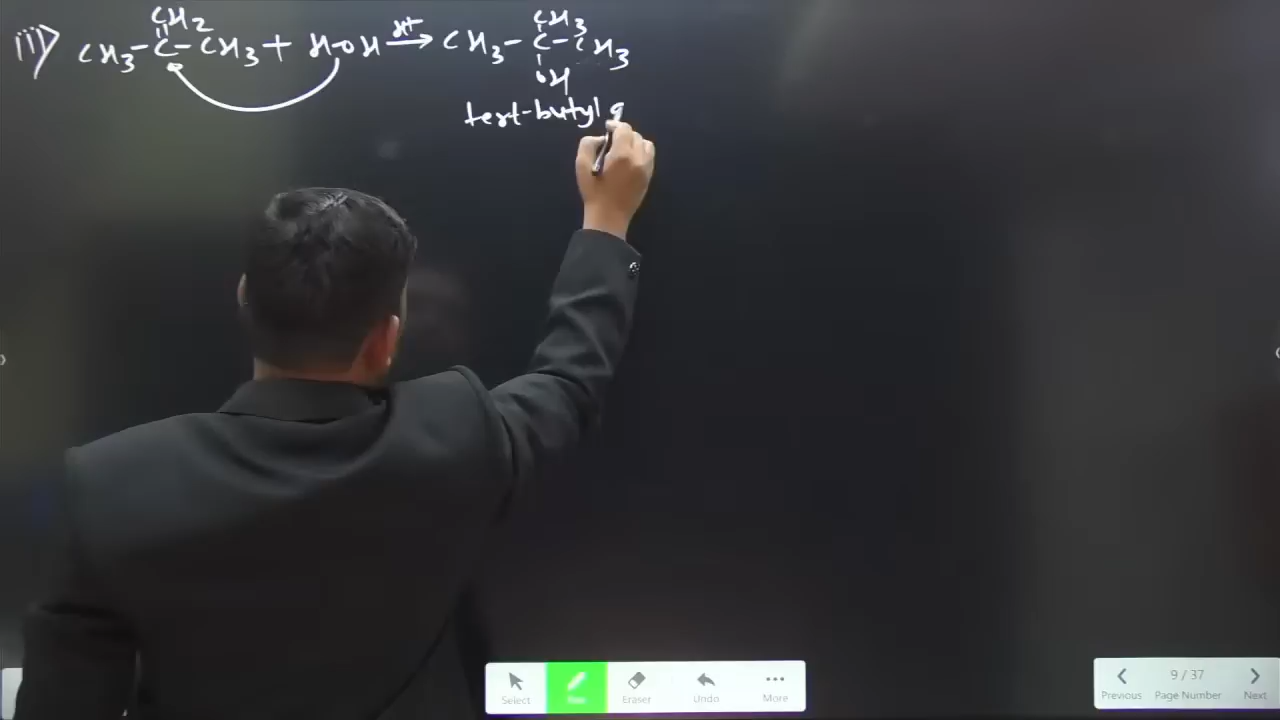 CH2
ii) CH3-C-CH3 + H-OH H+→ CH3-C-CH3
CH3
OH
tert-butyl a
Select
Pen
Eraser
Undo
More
9 / 37
Previous
Page Number
Next